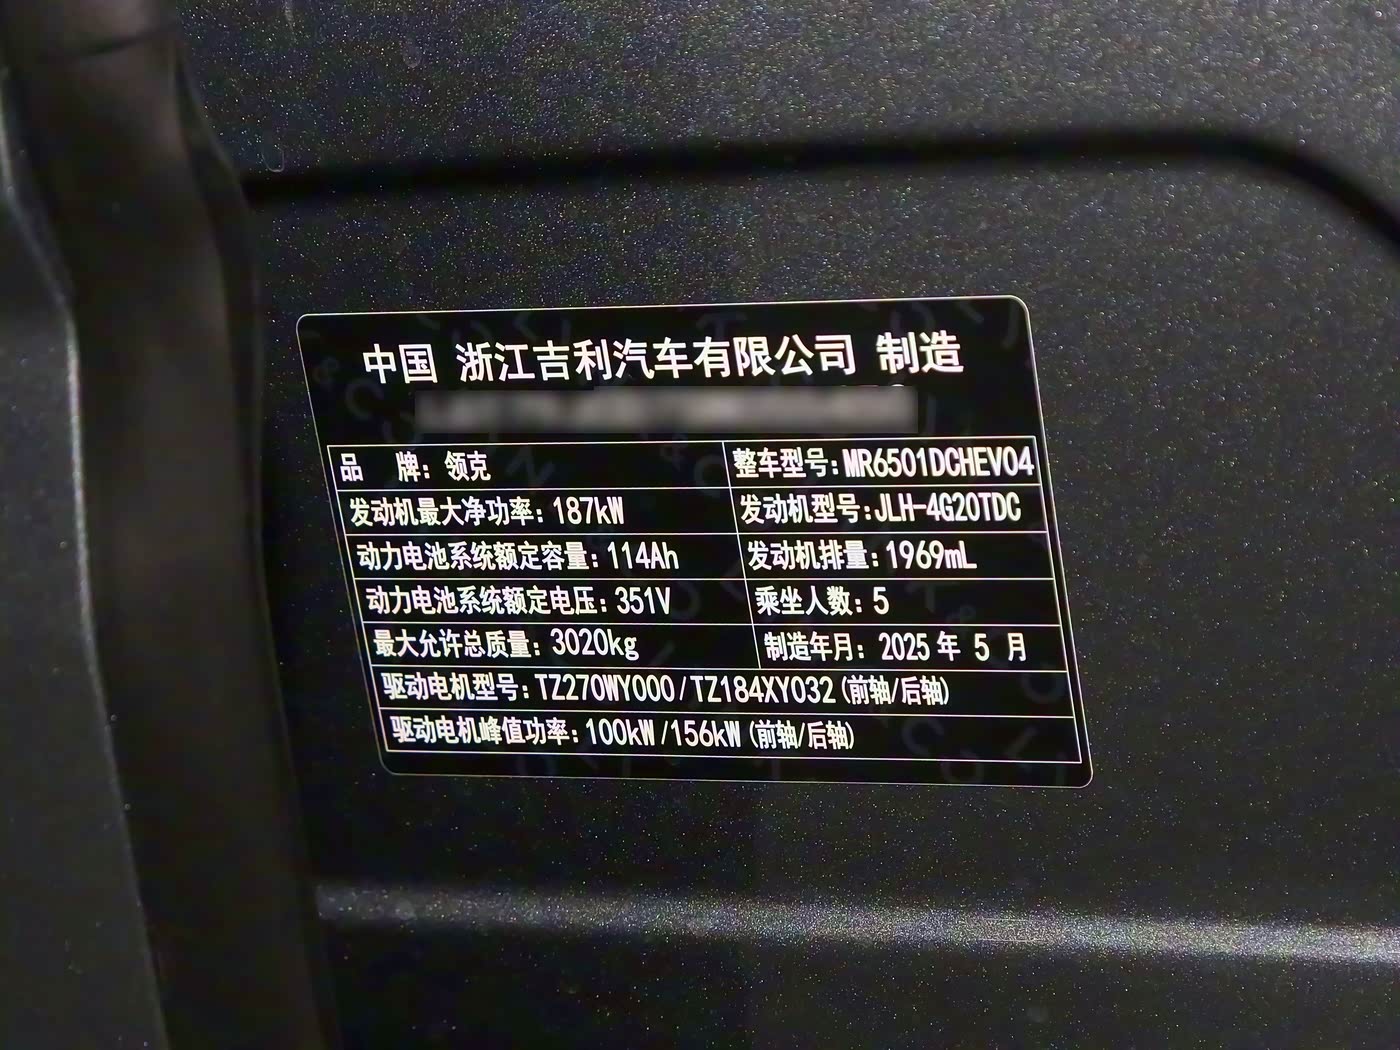 中国 浙江吉利汽车有限公司 制造
品 牌：领克 整车型号：MR6501DCHEV04
发动机最大净功率：187kW 发动机型号：JLH-4G20TDC
动力电池系统额定容量：114Ah 发动机排量：1969mL
动力电池系统额定电压：351V 乘坐人数：5
最大允许总质量：3020kg 制造年月：2025 年 5 月
驱动电机型号：TZ270WY000/TZ184XY032(前轴/后轴)
驱动电机峰值功率：100kW/156kW(前轴/后轴)